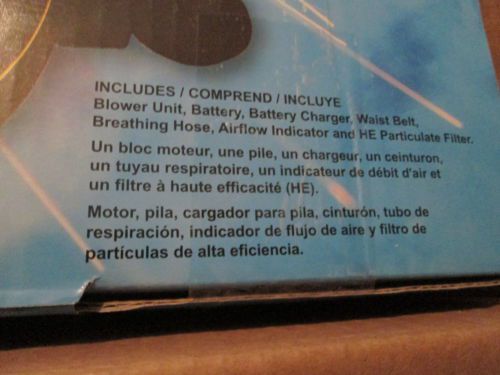 INCLUDES / COMPREND / INCLUYE
Blower Unit, Battery, Battery Charger, Waist Belt,
Breathing Hose, Airflow Indicator and HE Particulate Filter.
Un bloc moteur, une pile, un chargeur, un ceinturon,
un tuyau respiratoire, un indicateur de débit d'air et
un filtre à haute efficacité (HE).
Motor, pila, cargador para pila, cinturón, tubo de
respiración, indicador de flujo de aire y filtro de
partículas de alta eficiencia.